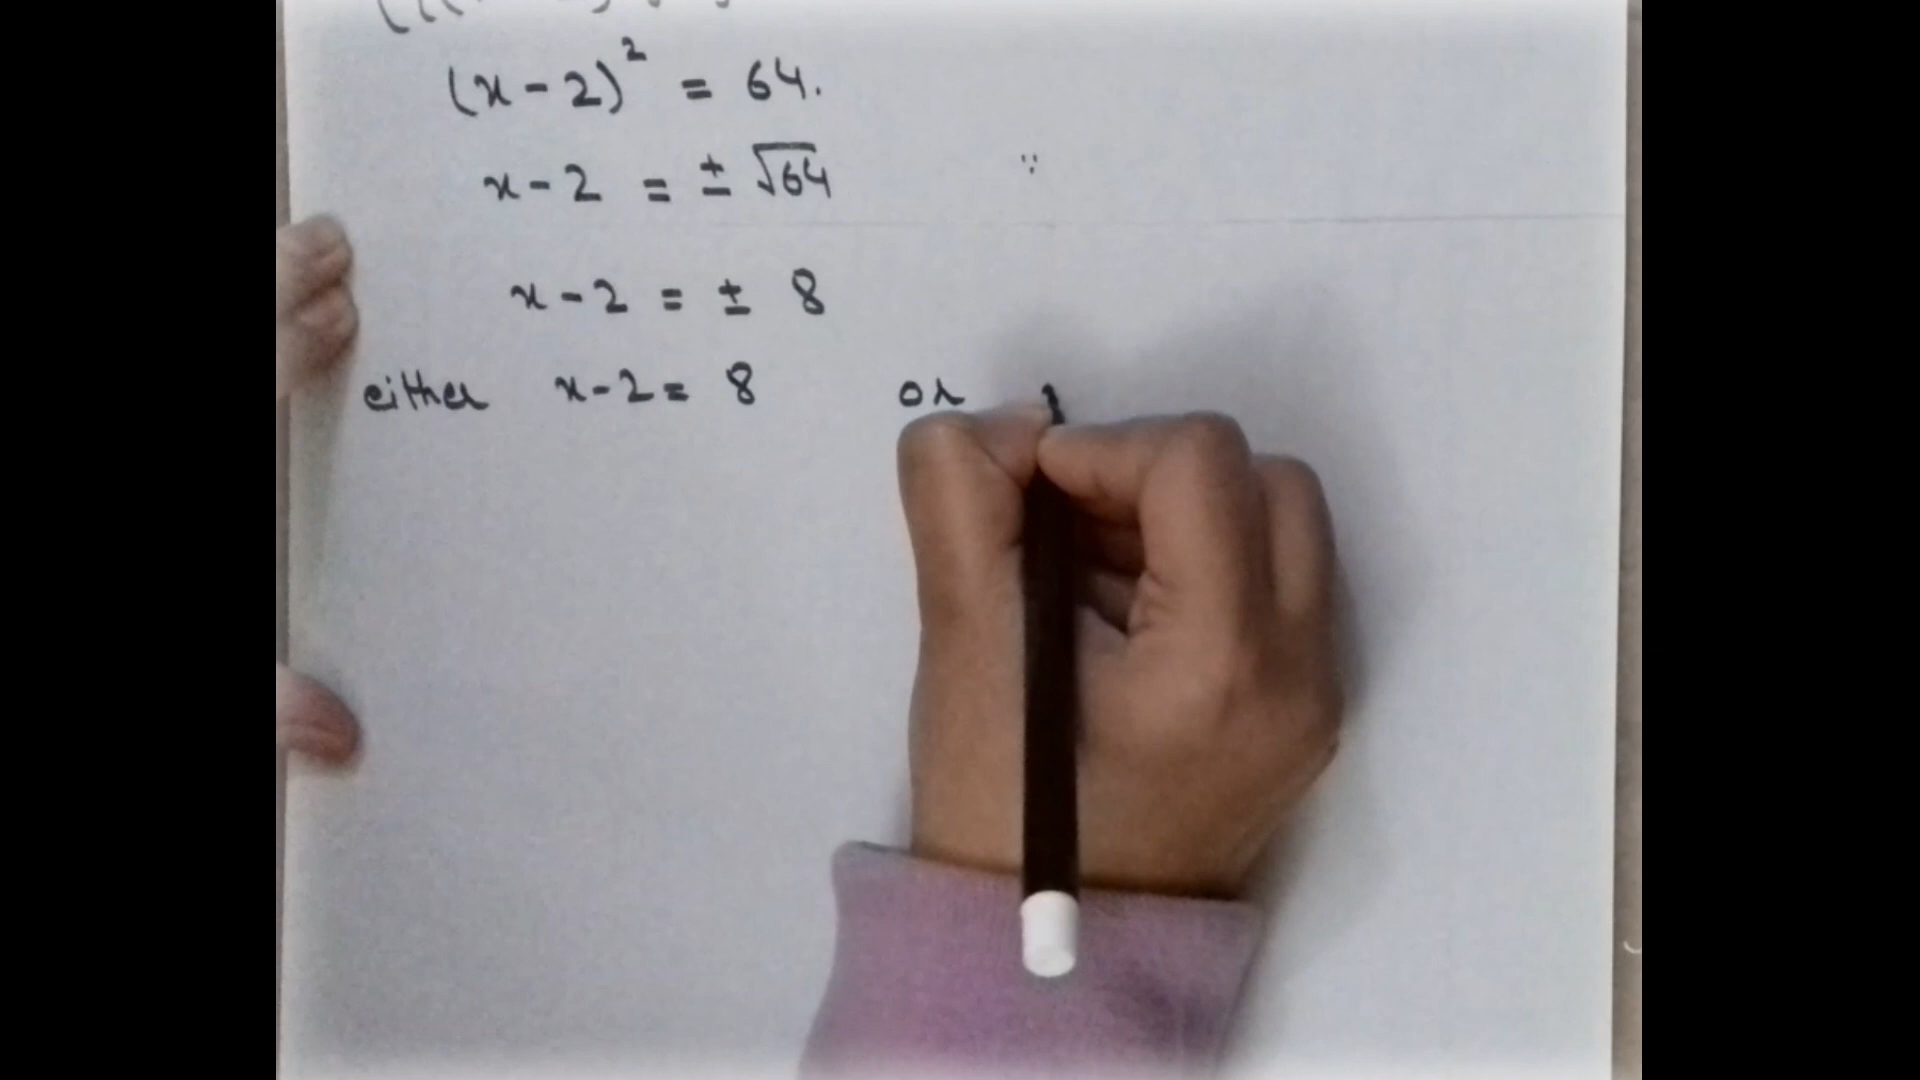 (x - 2)² = 64.
x - 2 = ± √64 ∵
x - 2 = ± 8
either x - 2 = 8 or